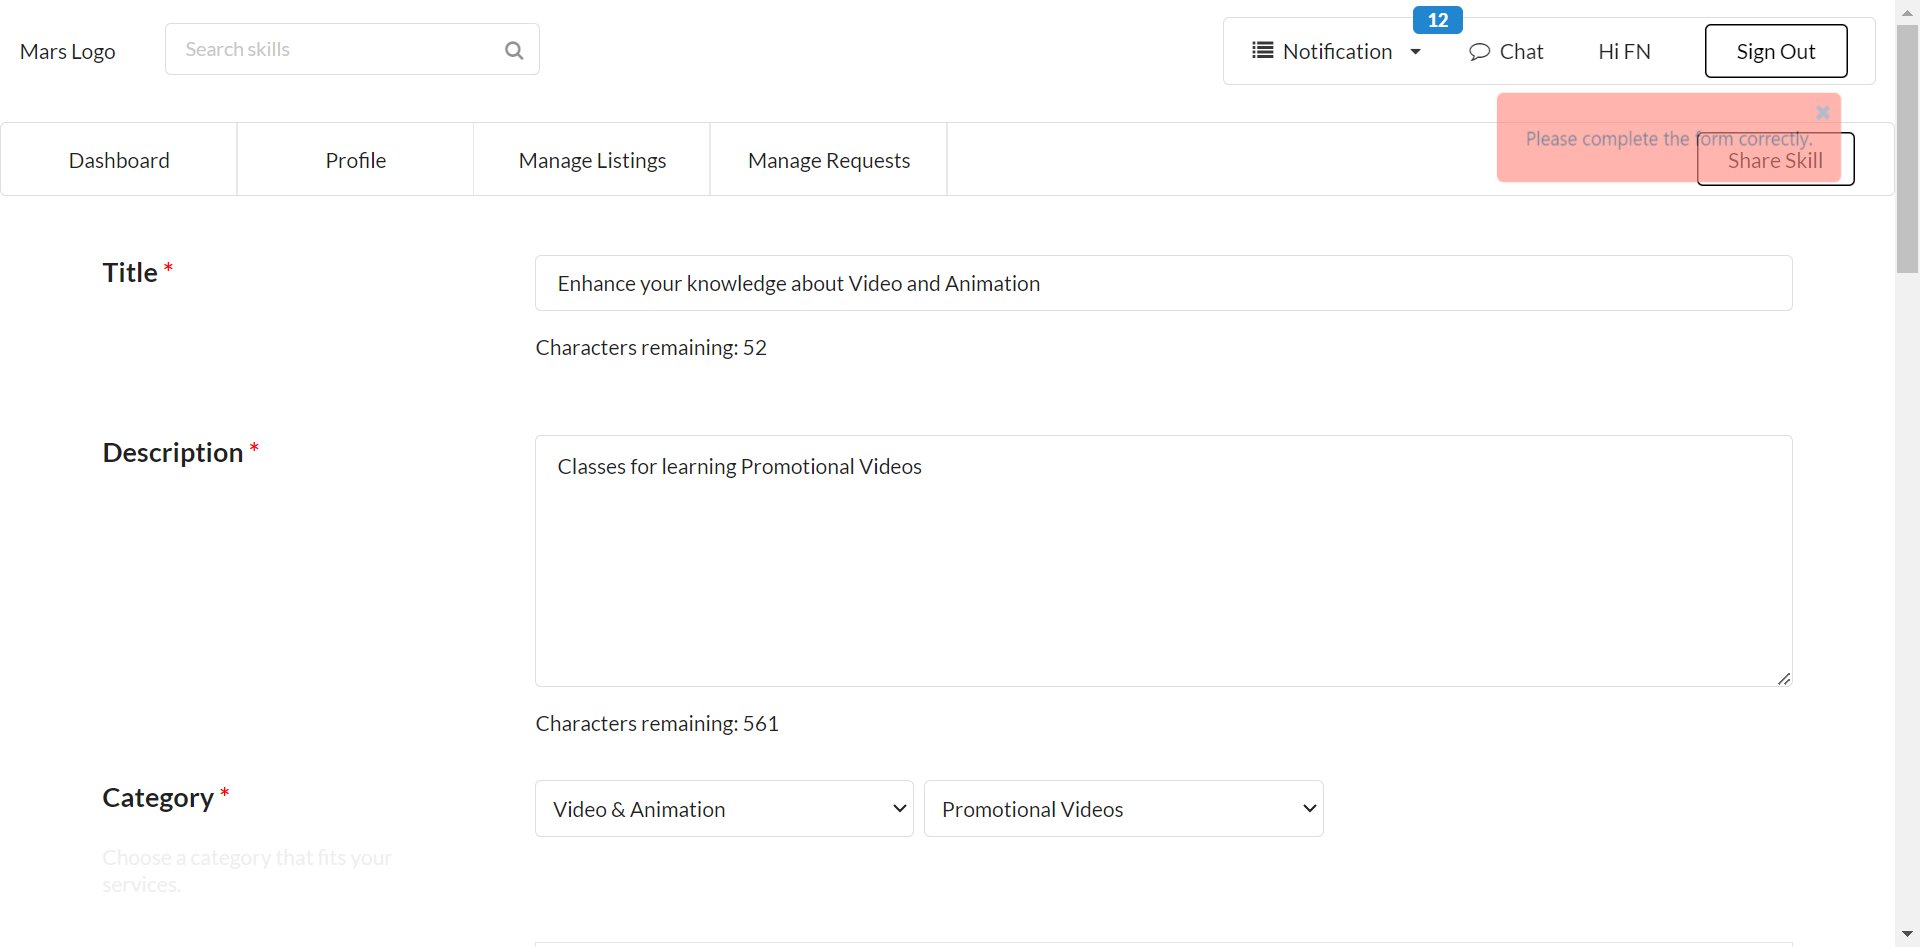 Mars Logo
Search skills
12
Notification
Chat
Hi FN
Sign Out
Please complete the form correctly.
Dashboard
Profile
Manage Listings
Manage Requests
Share Skill
Title *
Enhance your knowledge about Video and Animation
Characters remaining: 52
Description *
Classes for learning Promotional Videos
Characters remaining: 561
Category *
Video & Animation
Promotional Videos
Choose a category that fits your
services.